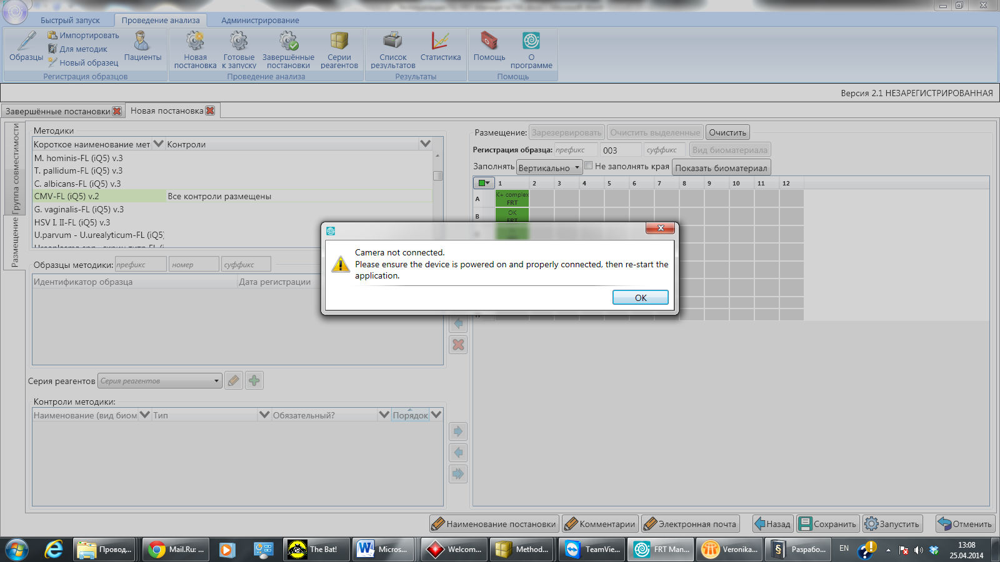 Быстрый запуск
Проведение анализа
Администрирование
Образцы
Импортировать
Для методик
Новый образец
Пациенты
Регистрация образцов
Новая
постановка
Готовые
к запуску
Завершённые
постановки
Серии
реагентов
Проведение анализа
Список
результатов
Статистика
Результаты
Помощь
О
программе
Помощь
Версия 2.1 НЕЗАРЕГИСТРИРОВАННАЯ
Завершённые постановки
Новая постановка
Группа совместимости
Размещение
Методики
Короткое наименование мет
Контроли
M. hominis-FL (iQ5) v.3
T. pallidum-FL (iQ5) v.3
C. albicans-FL (iQ5) v.3
CMV-FL (iQ5) v.2
Все контроли размещены
G. vaginalis-FL (iQ5) v.3
HSV I, II-FL (iQ5) v.3
U.parvum - U.urealyticum-FL (iQ5)
Образцы методики:
префикс
номер
суффикс
Идентификатор образца
Дата регистрации
Серия реагентов
Серия реагентов
Контроли методики:
Наименование (вид биом
Тип
Обязательный?
Порядок
Размещение:
Зарезервировать
Очистить выделенные
Очистить
Регистрация образца:
префикс
003
суффикс
Вид биоматериала
Заполнять
Вертикально
Не заполнять края
Показать биоматериал
1 2 3 4 5 6 7 8 9 10 11 12
A
K+ complex
FRT
B
OK
FRT
Camera not connected.
Please ensure the device is powered on and properly connected, then re-start the
application.
OK
Наименование постановки
Комментарии
Электронная почта
Назад
Сохранить
Запустить
Отменить
Провод...
Mail.Ru: ...
The Bat!
Micros...
Welcom...
Method...
TeamVie...
FRT Man...
Veronika...
Разрабо...
EN
13:08
25.04.2014